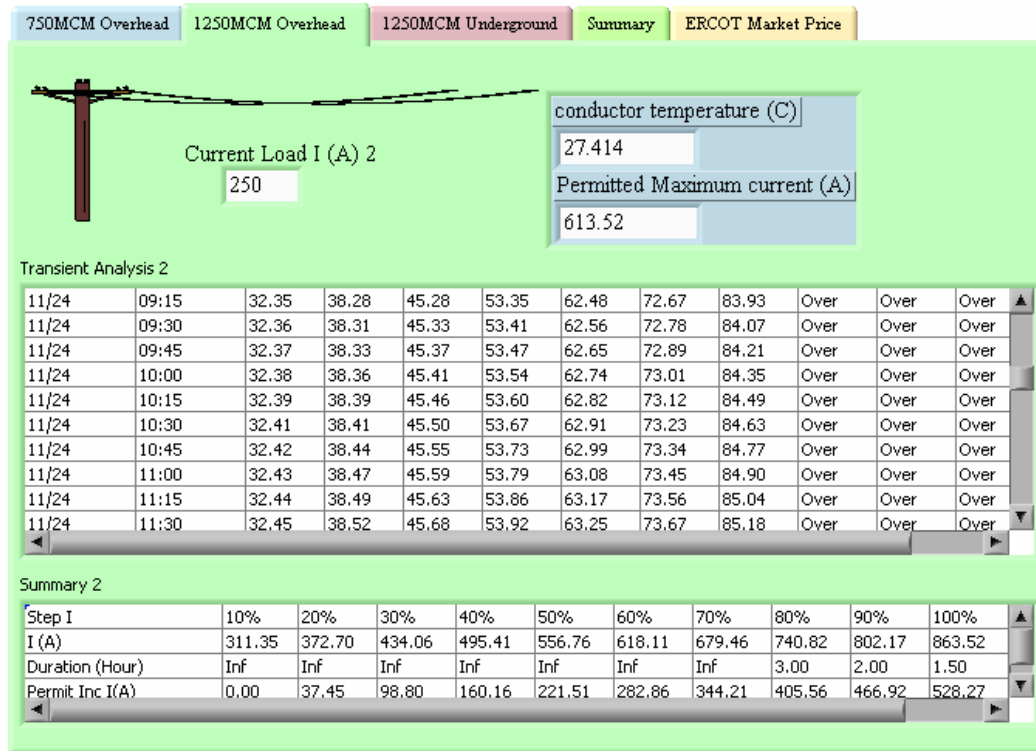 750MCM Overhead 1250MCM Overhead 1250MCM Underground Summary ERCOT Market Price
conductor temperature (C)
27.414
Current Load I (A) 2
250
Permitted Maximum current (A)
613.52
Transient Analysis 2
11/24 09:15 32.35 38.28 45.28 53.35 62.48 72.67 83.93 Over Over Over
11/24 09:30 32.36 38.31 45.33 53.41 62.56 72.78 84.07 Over Over Over
11/24 09:45 32.37 38.33 45.37 53.47 62.65 72.89 84.21 Over Over Over
11/24 10:00 32.38 38.36 45.41 53.54 62.74 73.01 84.35 Over Over Over
11/24 10:15 32.39 38.39 45.46 53.60 62.82 73.12 84.49 Over Over Over
11/24 10:30 32.41 38.41 45.50 53.67 62.91 73.23 84.63 Over Over Over
11/24 10:45 32.42 38.44 45.55 53.73 62.99 73.34 84.77 Over Over Over
11/24 11:00 32.43 38.47 45.59 53.79 63.08 73.45 84.90 Over Over Over
11/24 11:15 32.44 38.49 45.63 53.86 63.17 73.56 85.04 Over Over Over
11/24 11:30 32.45 38.52 45.68 53.92 63.25 73.67 85.18 Over Over Over
Summary 2
Step I 10% 20% 30% 40% 50% 60% 70% 80% 90% 100%
I (A) 311.35 372.70 434.06 495.41 556.76 618.11 679.46 740.82 802.17 863.52
Duration (Hour) Inf Inf Inf Inf Inf Inf Inf 3.00 2.00 1.50
Permit Inc I(A) 0.00 37.45 98.80 160.16 221.51 282.86 344.21 405.56 466.92 528.27